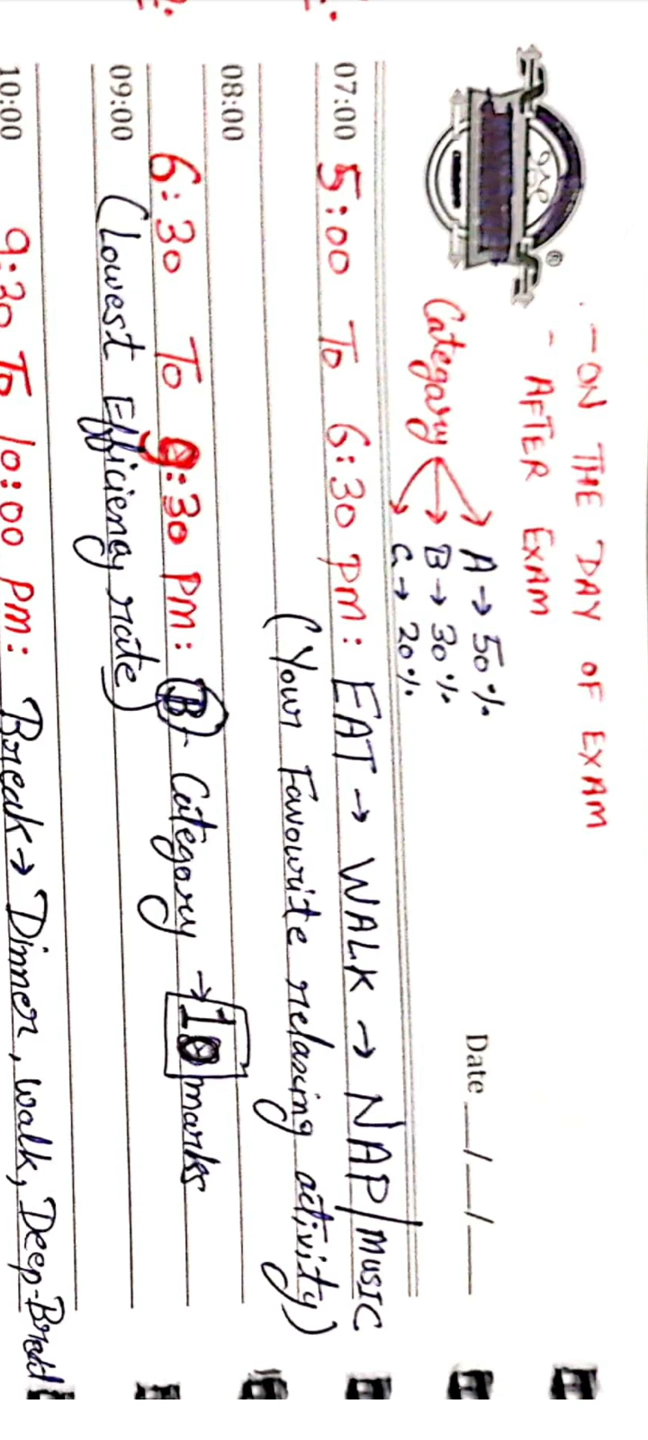 - ON THE DAY OF EXAM
- AFTER EXAM
Date __/__/__
Category
A → 50%
B → 30%
C → 20%
07:00
5:00 To 6:30 pm: EAT → WALK → NAP/MUSIC
(Your Favourite relaxing activity)
08:00
6:30 To 9:30 PM: B- Category → 10 marks
09:00
(Lowest Efficiency rate)
10:00
9:30 To 10:00 pm: Break → Dinner, walk, Deep-